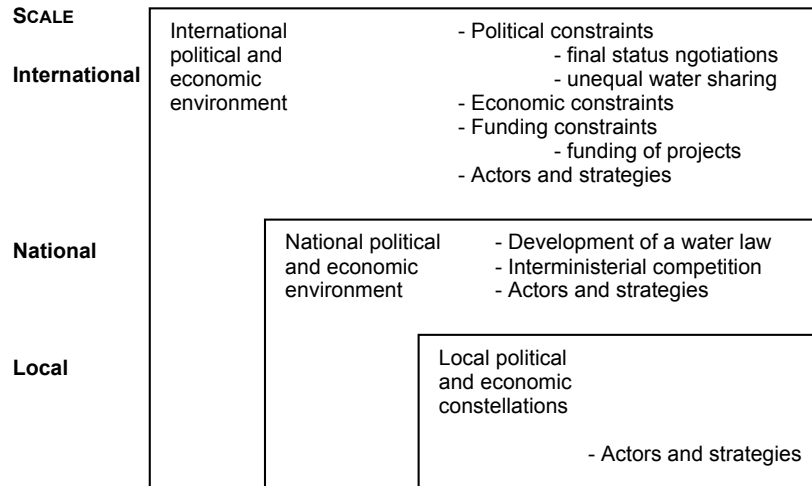 SCALE
International
International
political and
economic
environment
- Political constraints
- final status ngotiations
- unequal water sharing
- Economic constraints
- Funding constraints
- funding of projects
- Actors and strategies
National
National political
and economic
environment
- Development of a water law
- Interministerial competition
- Actors and strategies
Local
Local political
and economic
constellations
- Actors and strategies